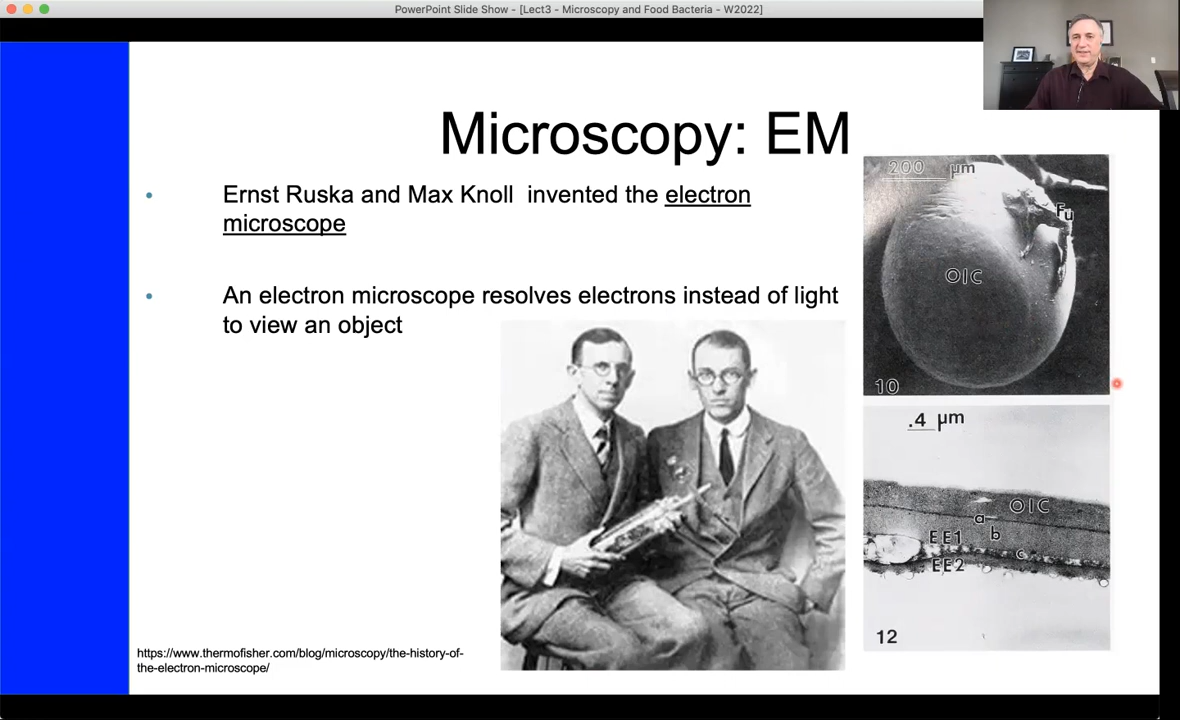 PowerPoint Slide Show - [Lect3 - Microscopy and Food Bacteria - W2022]
Microscopy: EM
• Ernst Ruska and Max Knoll invented the electron
microscope
• An electron microscope resolves electrons instead of light
to view an object
200 µm
Fu
OIC
10
.4 µm
OIC
a
b
EE1
c
EE2
12
https://www.thermofisher.com/blog/microscopy/the-history-of-
the-electron-microscope/